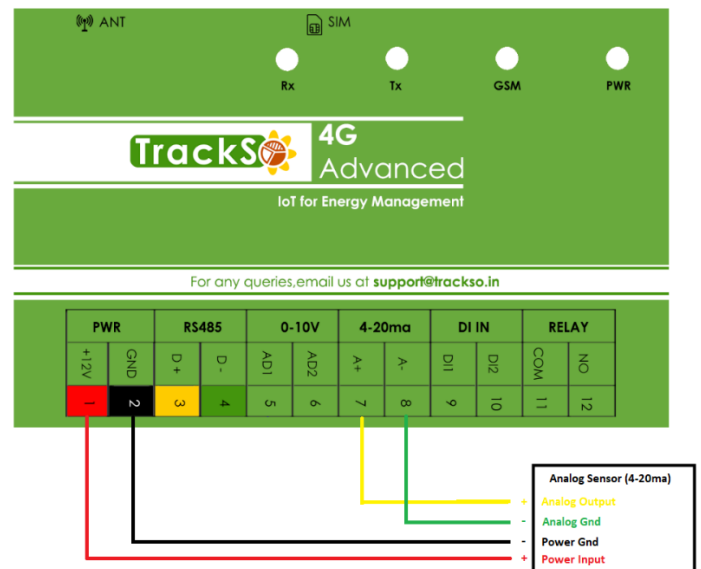 ANT SIM
Rx Tx GSM PWR
TrackSo 4G
Advanced
IoT for Energy Management
For any queries,email us at support@trackso.in
PWR RS485 0-10V 4-20ma DI IN RELAY
+12V GND D+ D- AD1 AD2 A+ A- DI1 DI2 COM NO
1 2 3 4 5 6 7 8 9 10 11 12
Analog Sensor (4-20ma)
+ Analog Output
- Analog Gnd
- Power Gnd
+ Power Input